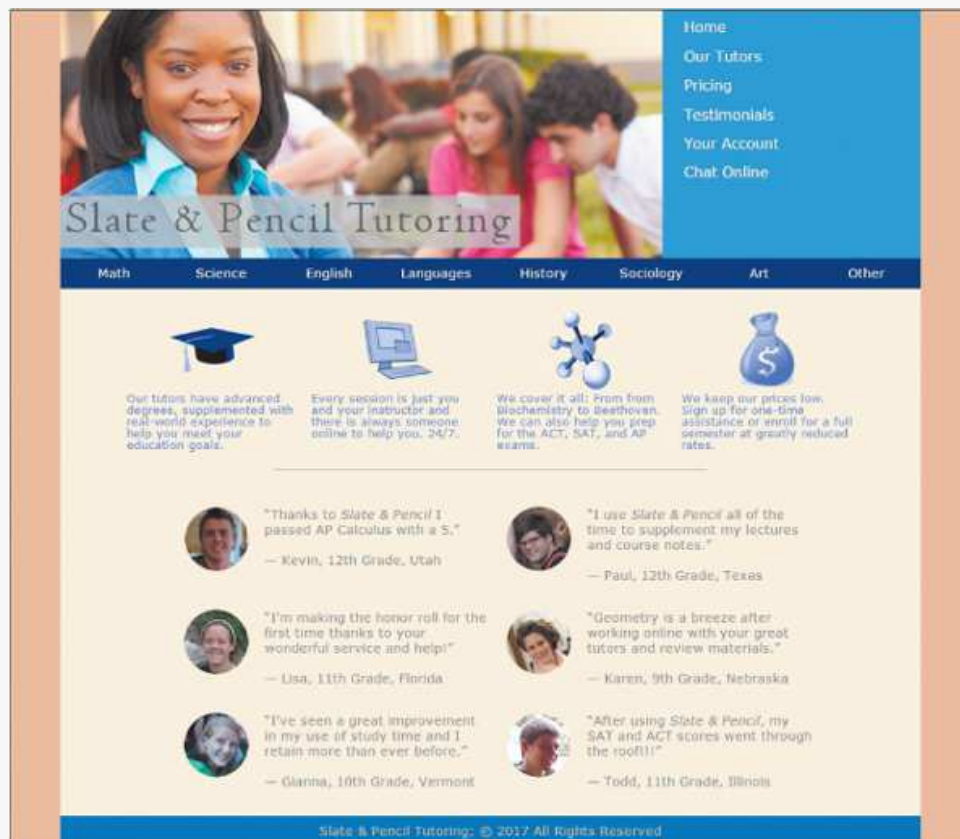 Home
Our Tutors
Pricing
Testimonials
Your Account
Chat Online
Slate & Pencil Tutoring
Math Science English Languages History Sociology Art Other
Our tutors have advanced
degrees, supplemented with
real-world experience to
help you meet your
education goals.
Every session is just you
and your instructor and
there is always someone
online to help you, 24/7.
We cover it all: From from
Biochemistry to Beethoven.
We can also help you prep
for the ACT, SAT, and AP
exams.
$
We keep our prices low.
Sign up for one-time
assistance or enroll for a full
semester at greatly reduced
rates.
"Thanks to Slate & Pencil I
passed AP Calculus with a 5."
— Kevin, 12th Grade, Utah
"I use Slate & Pencil all of the
time to supplement my lectures
and course notes."
— Paul, 12th Grade, Texas
"I'm making the honor roll for the
first time thanks to your
wonderful service and help!"
— Lisa, 11th Grade, Florida
"Geometry is a breeze after
working online with your great
tutors and review materials."
— Karen, 9th Grade, Nebraska
"I've seen a great improvement
in my use of study time and I
retain more than ever before."
— Gianna, 10th Grade, Vermont
"After using Slate & Pencil, my
SAT and ACT scores went through
the roof!!!"
— Todd, 11th Grade, Illinois
Slate & Pencil Tutoring; © 2017 All Rights Reserved